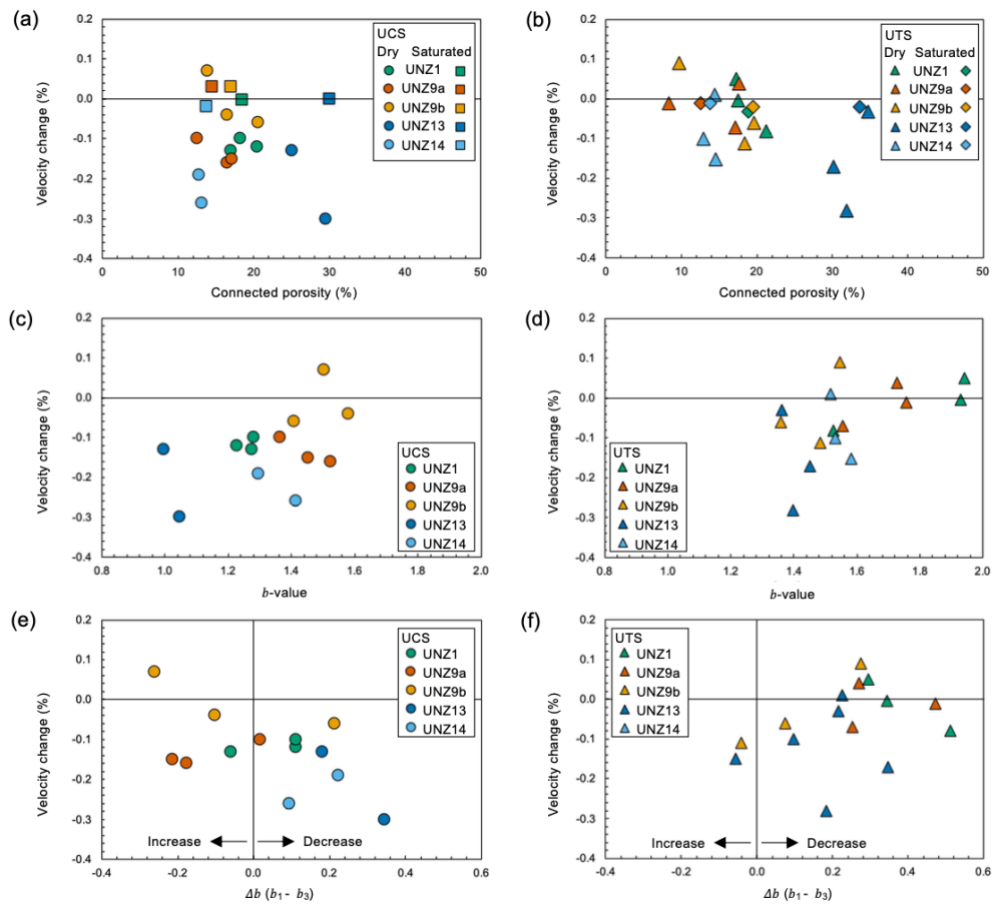 (a)
UCS
Dry Saturated
UNZ1
UNZ9a
UNZ9b
UNZ13
UNZ14
0.2
0.1
0.0
-0.1
-0.2
-0.3
-0.4
Velocity change (%)
0 10 20 30 40 50
Connected porosity (%)
(b)
UTS
Dry Saturated
UNZ1
UNZ9a
UNZ9b
UNZ13
UNZ14
0.2
0.1
0.0
-0.1
-0.2
-0.3
-0.4
Velocity change (%)
0 10 20 30 40 50
Connected porosity (%)
(c)
UCS
UNZ1
UNZ9a
UNZ9b
UNZ13
UNZ14
0.2
0.1
0.0
-0.1
-0.2
-0.3
-0.4
Velocity change (%)
0.8 1.0 1.2 1.4 1.6 1.8 2.0
b-value
(d)
UTS
UNZ1
UNZ9a
UNZ9b
UNZ13
UNZ14
0.2
0.1
0.0
-0.1
-0.2
-0.3
-0.4
Velocity change (%)
0.8 1.0 1.2 1.4 1.6 1.8 2.0
b-value
(e)
UCS
UNZ1
UNZ9a
UNZ9b
UNZ13
UNZ14
0.2
0.1
0.0
-0.1
-0.2
-0.3
-0.4
Velocity change (%)
Increase Decrease
-0.4 -0.2 0.0 0.2 0.4 0.6
Δb (b₁ - b₃)
(f)
UTS
UNZ1
UNZ9a
UNZ9b
UNZ13
UNZ14
0.2
0.1
0.0
-0.1
-0.2
-0.3
-0.4
Velocity change (%)
Increase Decrease
-0.4 -0.2 0.0 0.2 0.4 0.6
Δb (b₁ - b₃)